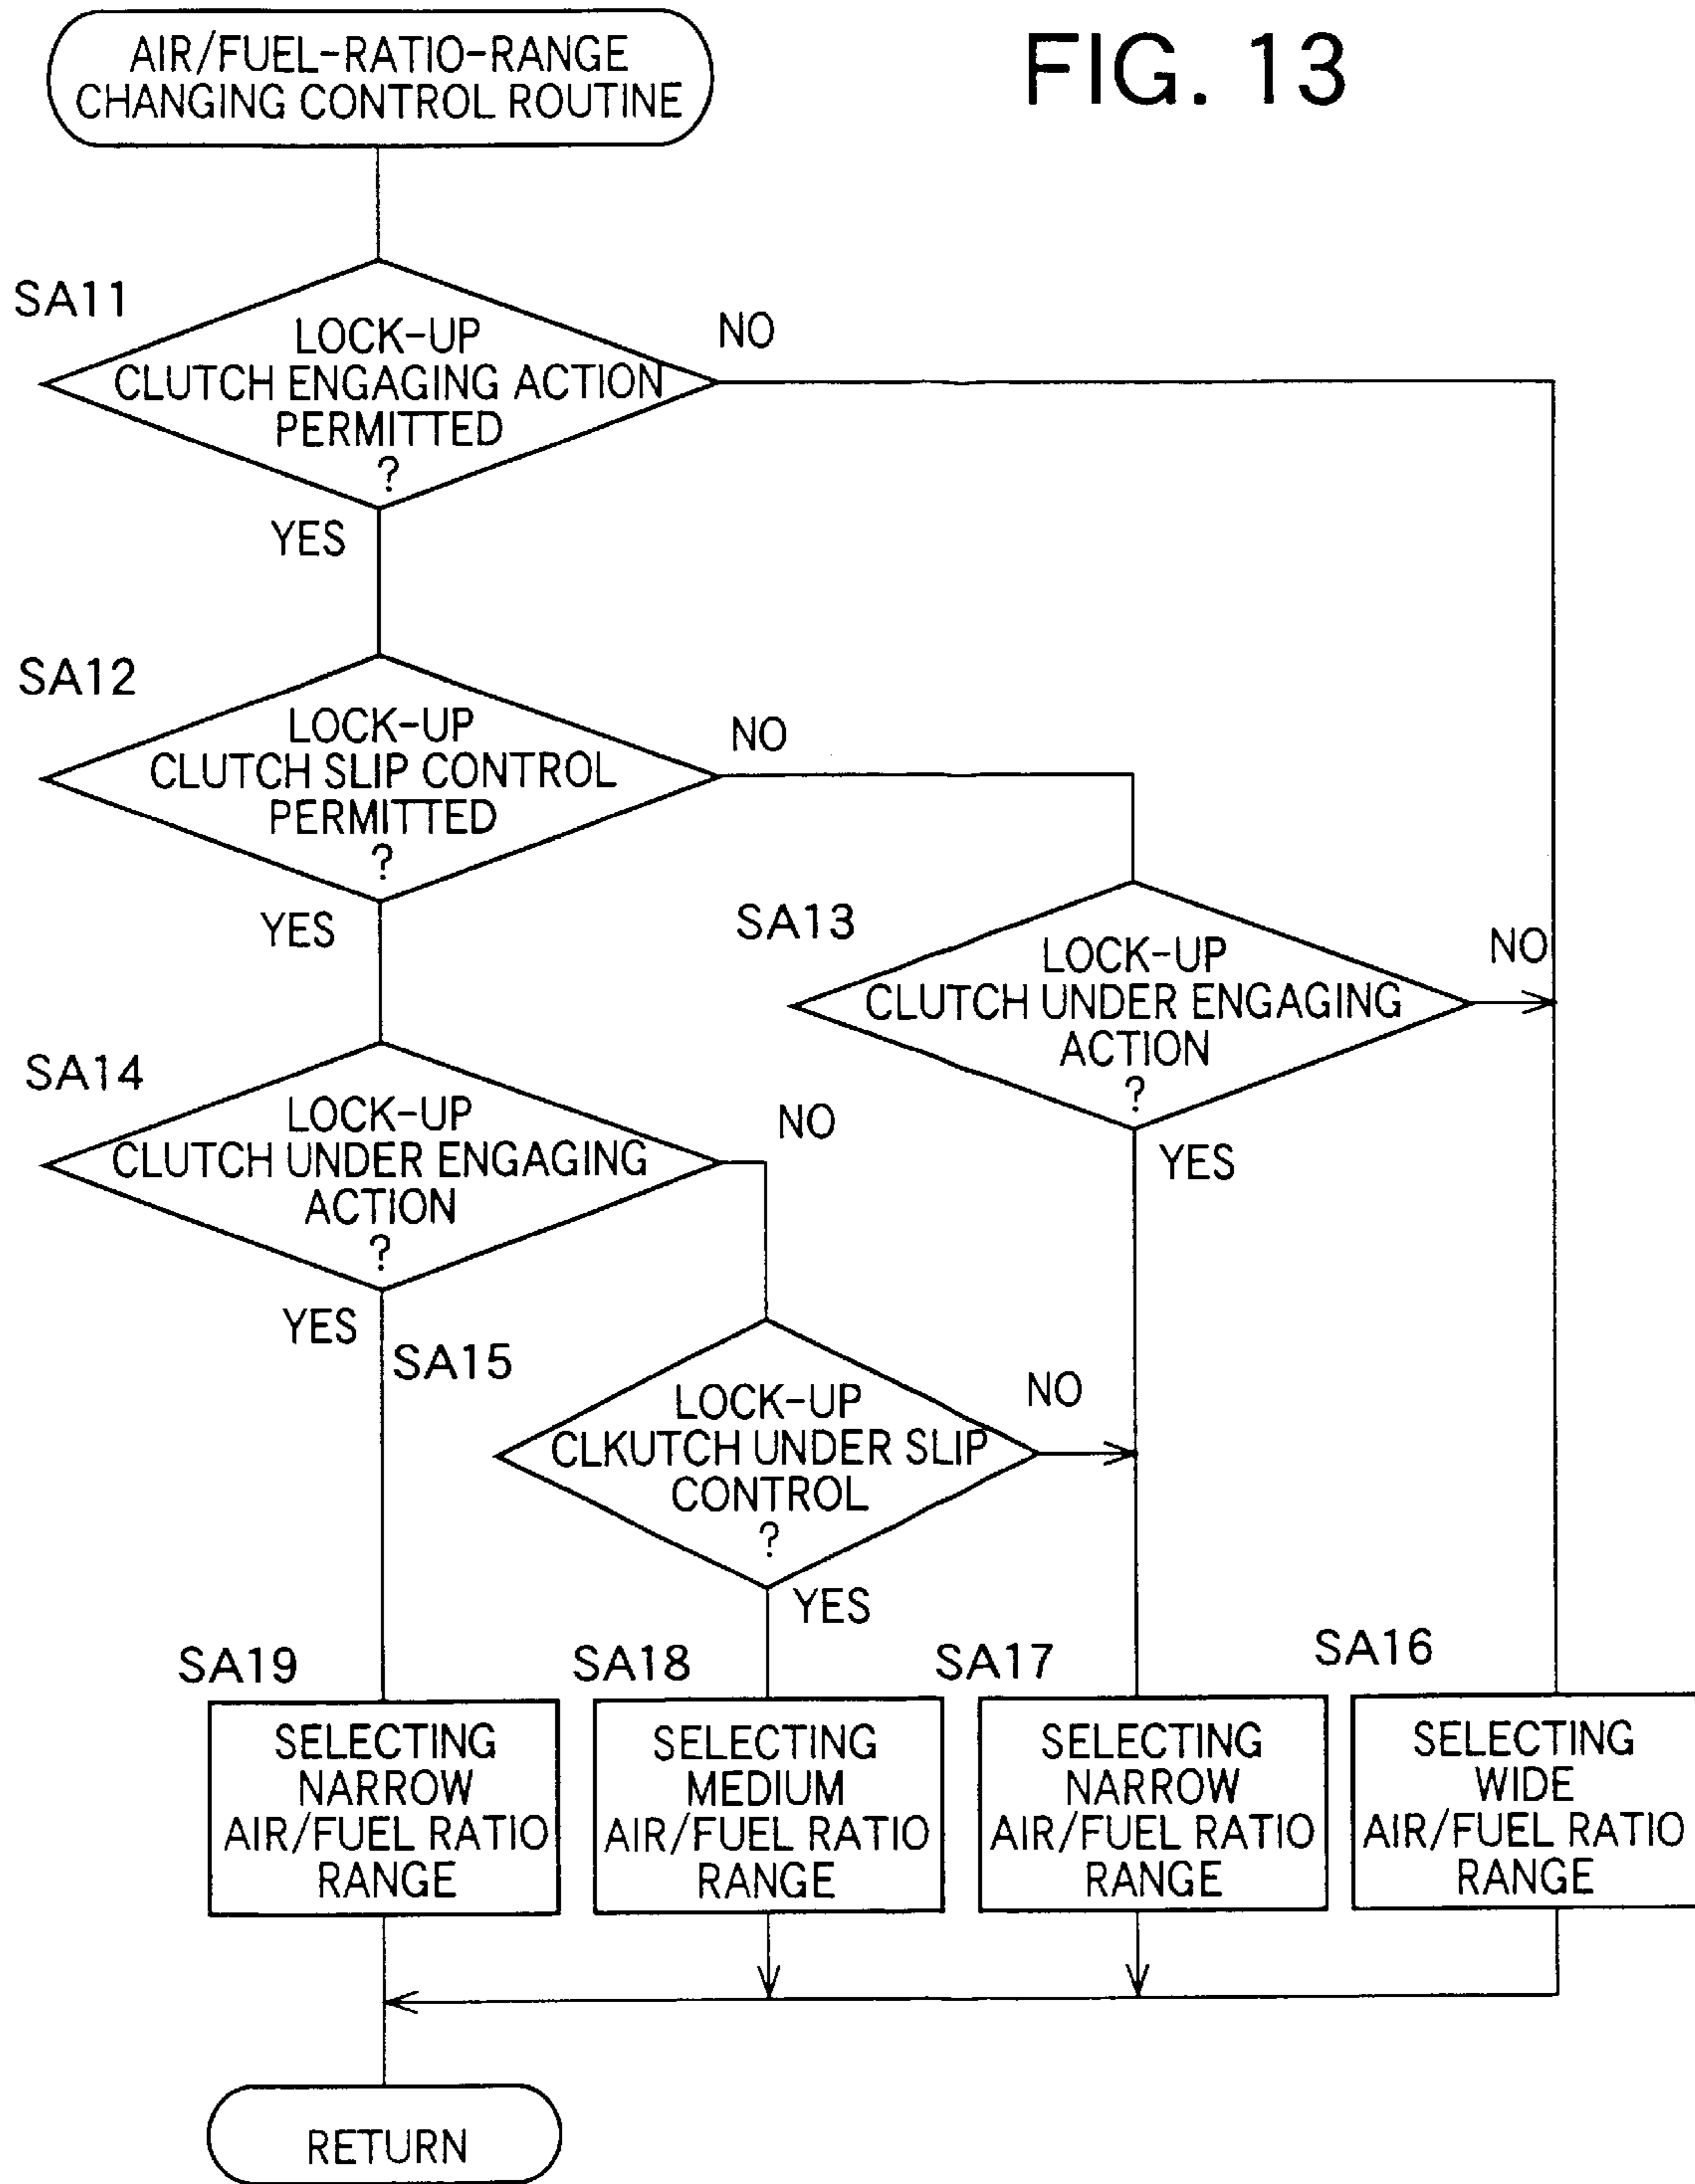 AIR/FUEL-RATIO-RANGE
CHANGING CONTROL ROUTINE
FIG. 13
SA11
LOCK-UP
CLUTCH ENGAGING ACTION
PERMITTED
?
NO
YES
SA12
LOCK-UP
CLUTCH SLIP CONTROL
PERMITTED
?
NO
YES
SA13
LOCK-UP
CLUTCH UNDER ENGAGING
ACTION
?
NO
YES
SA14
LOCK-UP
CLUTCH UNDER ENGAGING
ACTION
?
NO
YES
SA15
LOCK-UP
CLKUTCH UNDER SLIP
CONTROL
?
NO
YES
SA19
SELECTING
NARROW
AIR/FUEL RATIO
RANGE
SA18
SELECTING
MEDIUM
AIR/FUEL RATIO
RANGE
SA17
SELECTING
NARROW
AIR/FUEL RATIO
RANGE
SA16
SELECTING
WIDE
AIR/FUEL RATIO
RANGE
RETURN